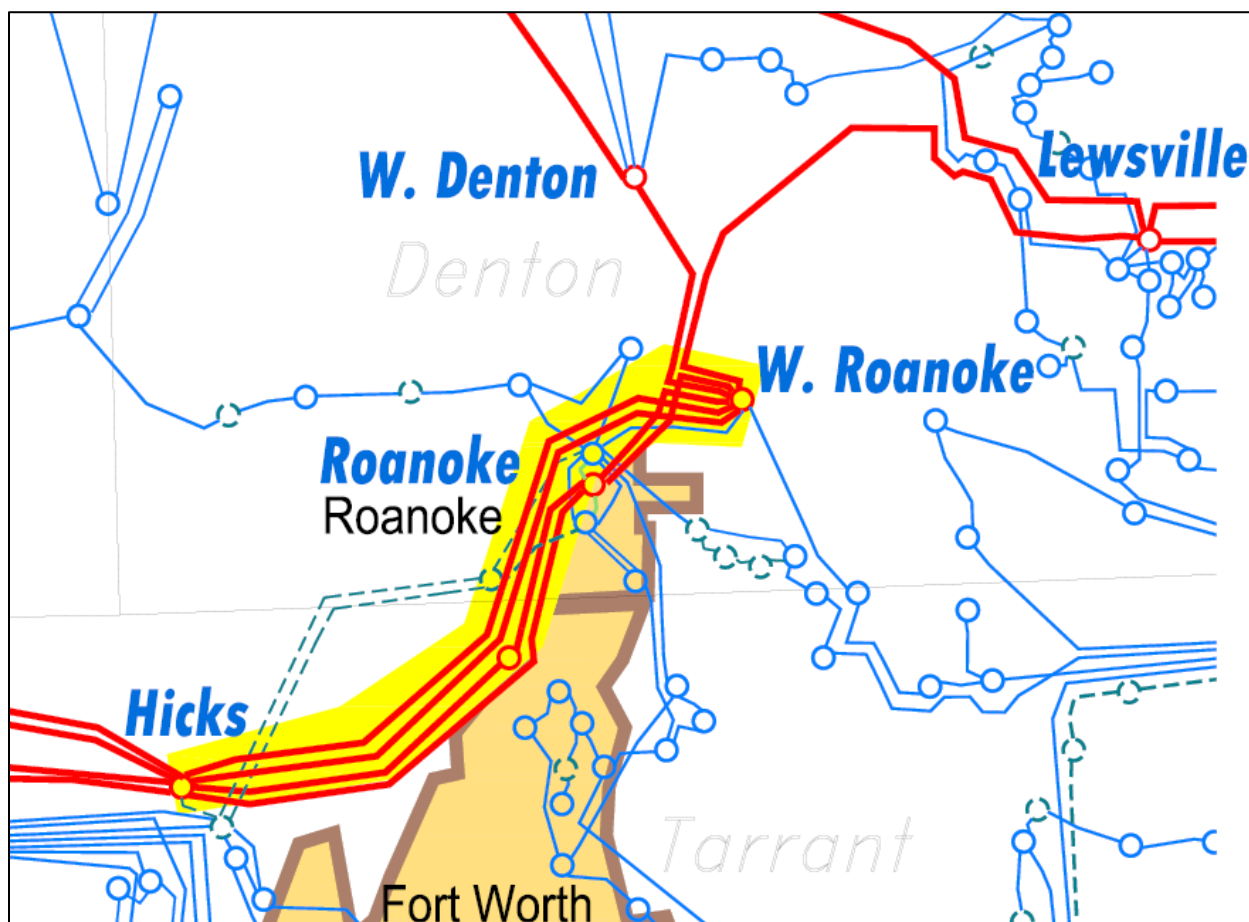 Lewsville
W. Denton
Denton
W. Roanoke
Roanoke
Roanoke
Hicks
Tarrant
Fort Worth